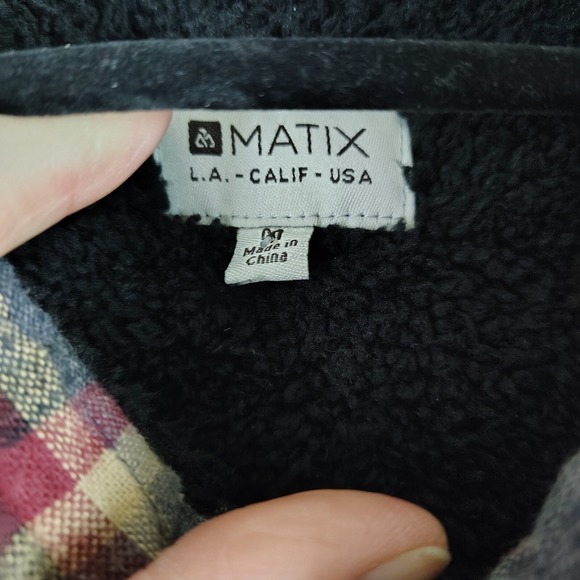 MATIX
L.A. - CALIF - USA
Made in
China